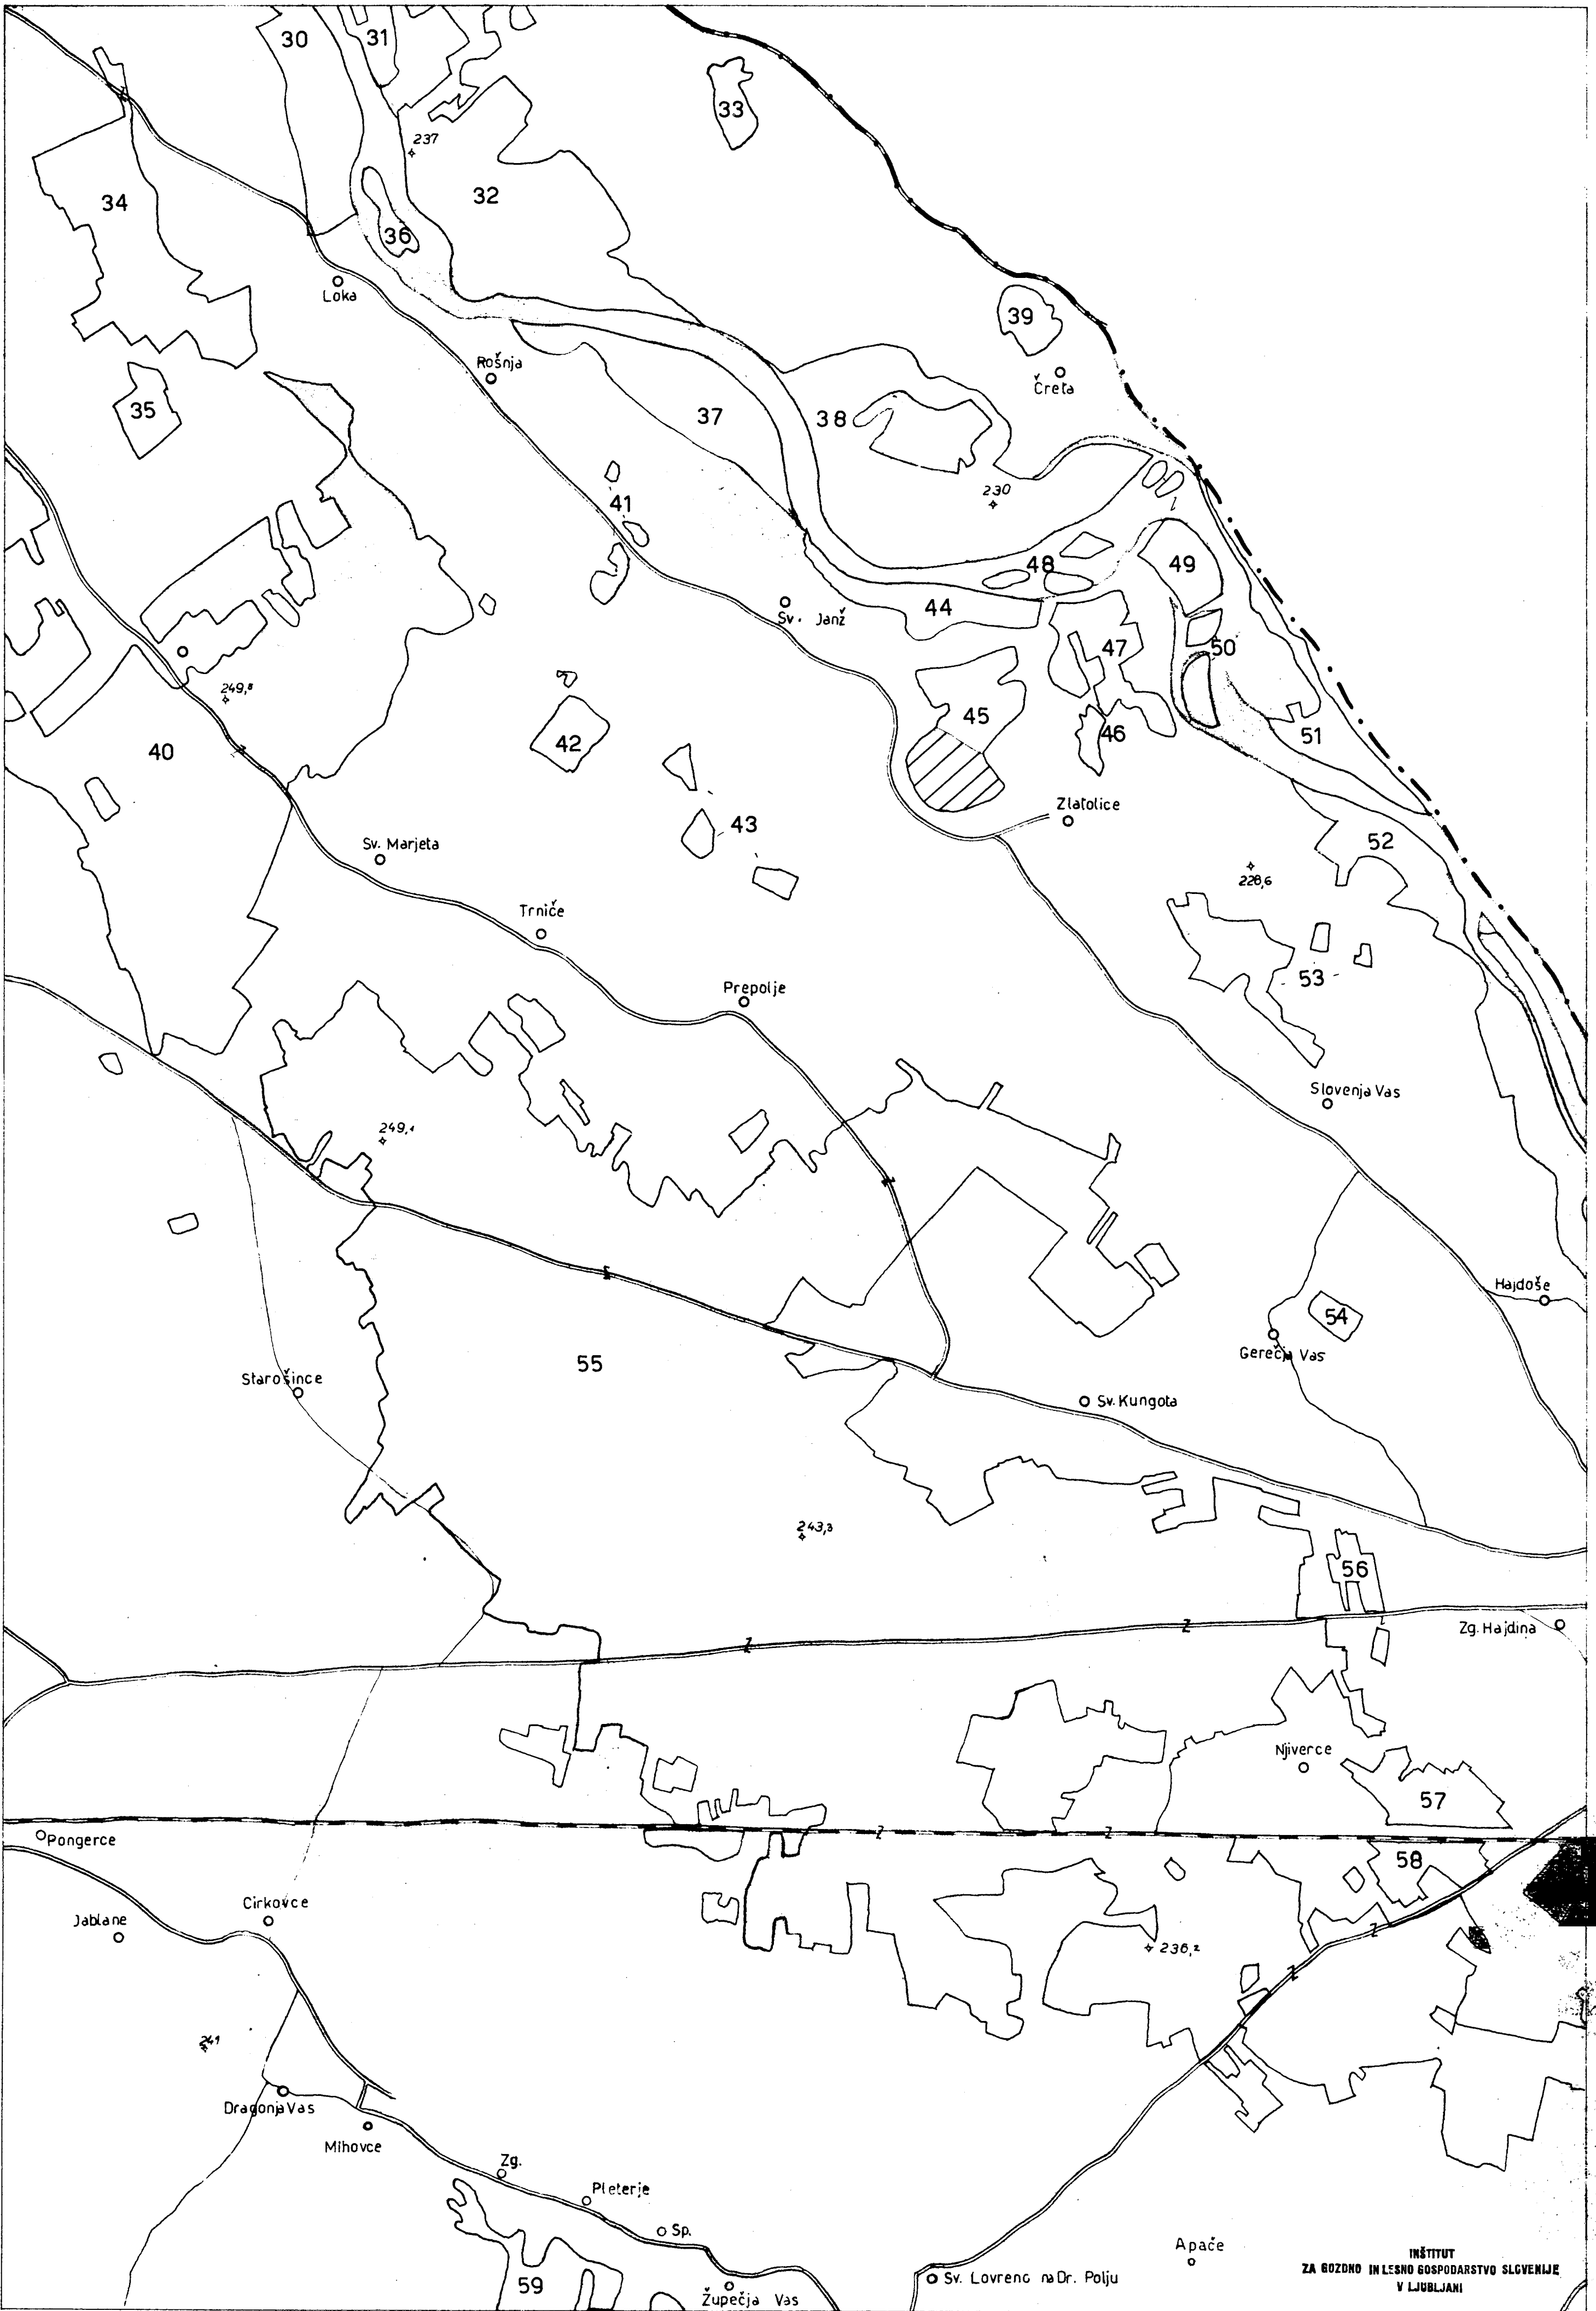 30
31
33
237
34
32
36
Loka
39
Rošnja
Čreta
35
37
38
230
41
48
49
44
Sv. Janž
47
50
249,8
45
40
42
46
51
Zlatolice
43
52
Sv. Marjeta
228,6
Trniče
53
Prepolje
Slovenja Vas
249,1
Hajdoše
54
Gerečja Vas
55
Starošince
Sv. Kungota
243,3
56
Zg. Hajdina
Njiverce
57
Pongerce
58
Cirkovce
Jablane
236,2
241
Dragonja Vas
Mihovce
Zg.
Pleterje
Sp.
Apače
59
Župečja Vas
Sv. Lovrenc na Dr. Polju
INŠTITUT
ZA GOZDNO IN LESNO GOSPODARSTVO SLOVENIJE
V LJUBLJANI